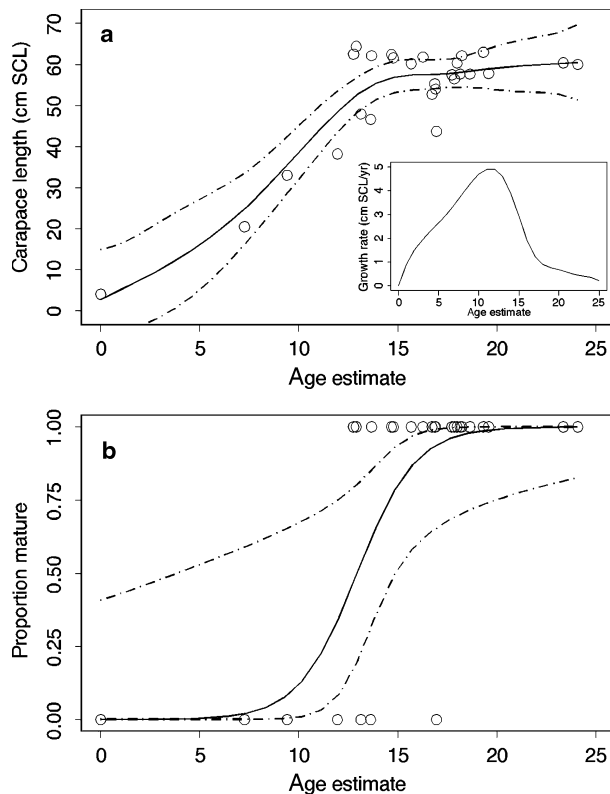 a
Carapace length (cm SCL)
70
60
50
40
30
20
10
0
0 5 10 15 20 25
Age estimate
Growth rate (cm SCL/yr)
5
4
3
2
1
0
0 5 10 15 20 25
Age estimate
b
Proportion mature
1.00
0.75
0.50
0.25
0.00
0 5 10 15 20 25
Age estimate